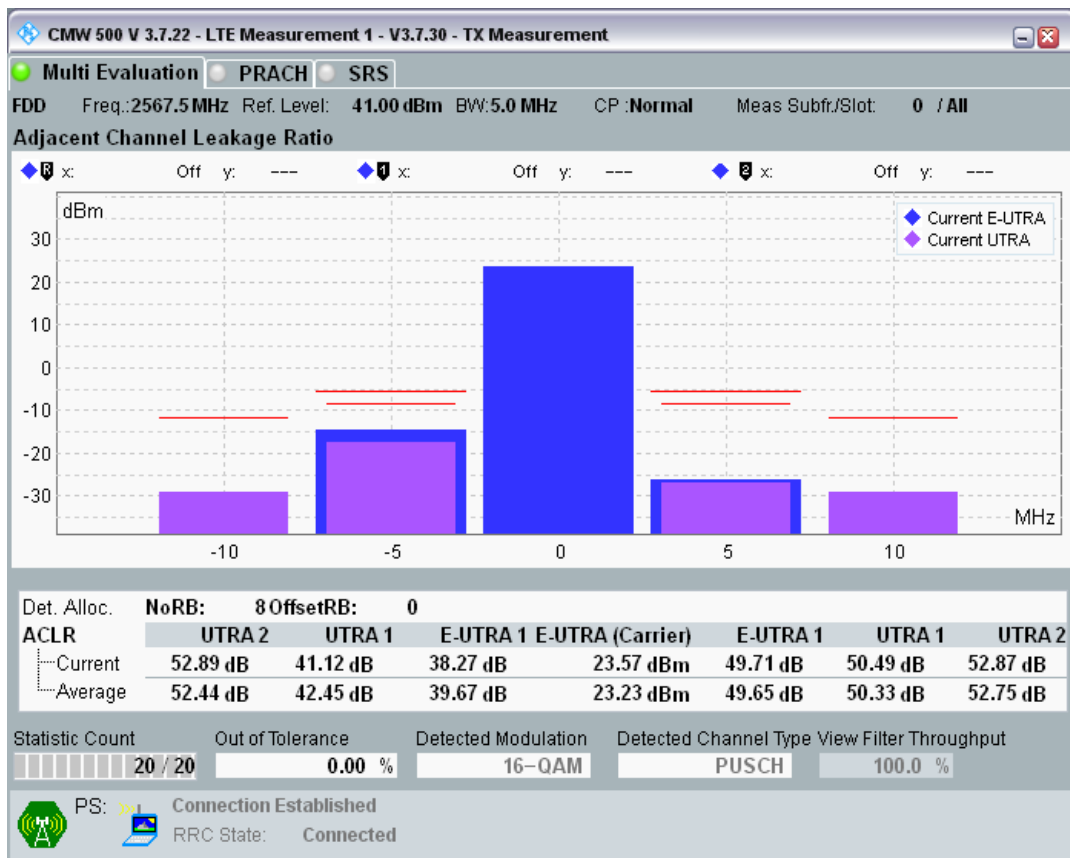 CMW 500 V 3.7.22 - LTE Measurement 1 - V3.7.30 - TX Measurement
Multi Evaluation PRACH SRS
FDD Freq.:2567.5 MHz Ref. Level: 41.00 dBm BW:5.0 MHz CP :Normal Meas Subfr./Slot: 0 / All
Adjacent Channel Leakage Ratio
R x: Off y: --- 1 x: Off y: --- 2 x: Off y: ---
dBm
Current E-UTRA
Current UTRA
30
20
10
0
-10
-20
-30
MHz
-10 -5 0 5 10
Det. Alloc. NoRB: 8 OffsetRB: 0
ACLR UTRA 2 UTRA 1 E-UTRA 1 E-UTRA (Carrier) E-UTRA 1 UTRA 1 UTRA 2
Current 52.89 dB 41.12 dB 38.27 dB 23.57 dBm 49.71 dB 50.49 dB 52.87 dB
Average 52.44 dB 42.45 dB 39.67 dB 23.23 dBm 49.65 dB 50.33 dB 52.75 dB
Statistic Count Out of Tolerance Detected Modulation Detected Channel Type View Filter Throughput
20 / 20 0.00 % 16-QAM PUSCH 100.0 %
PS: Connection Established
RRC State: Connected